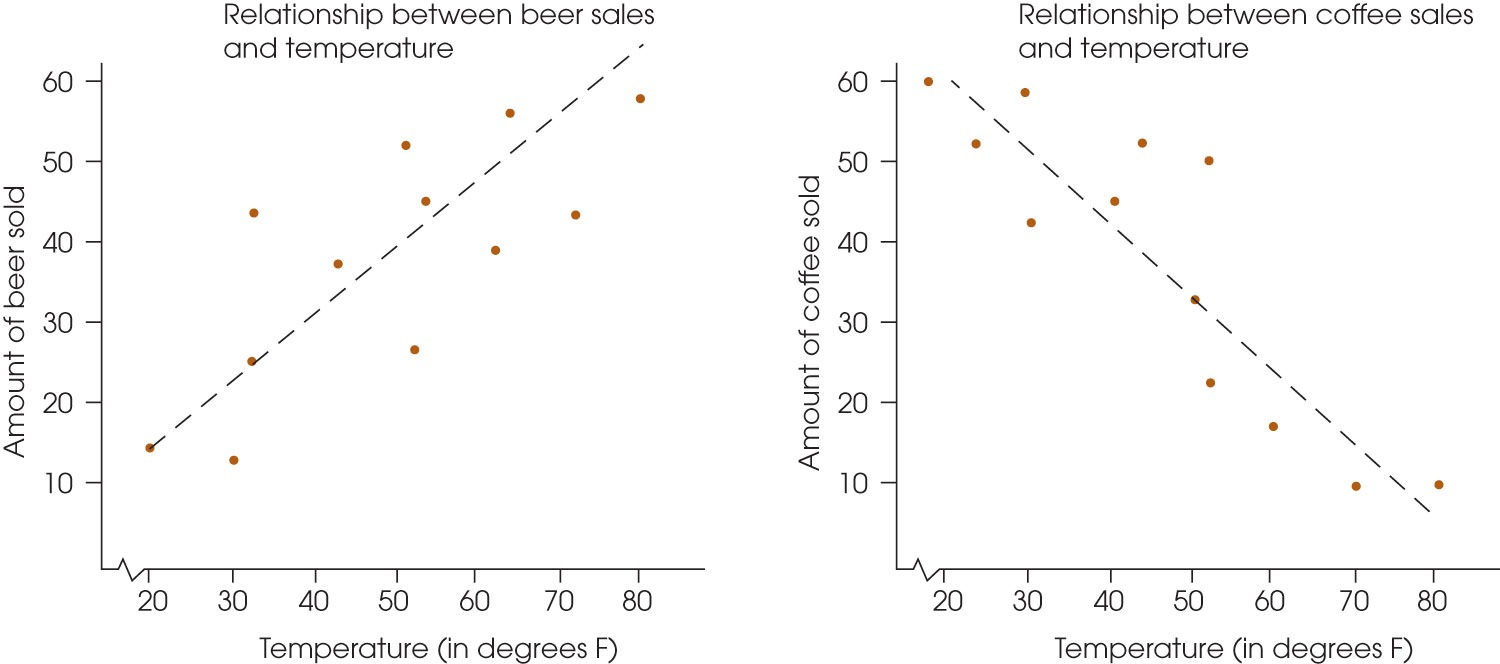 Relationship between beer sales
and temperature
Amount of beer sold
60
50
40
30
20
10
20 30 40 50 60 70 80
Temperature (in degrees F)
Relationship between coffee sales
and temperature
Amount of coffee sold
60
50
40
30
20
10
20 30 40 50 60 70 80
Temperature (in degrees F)